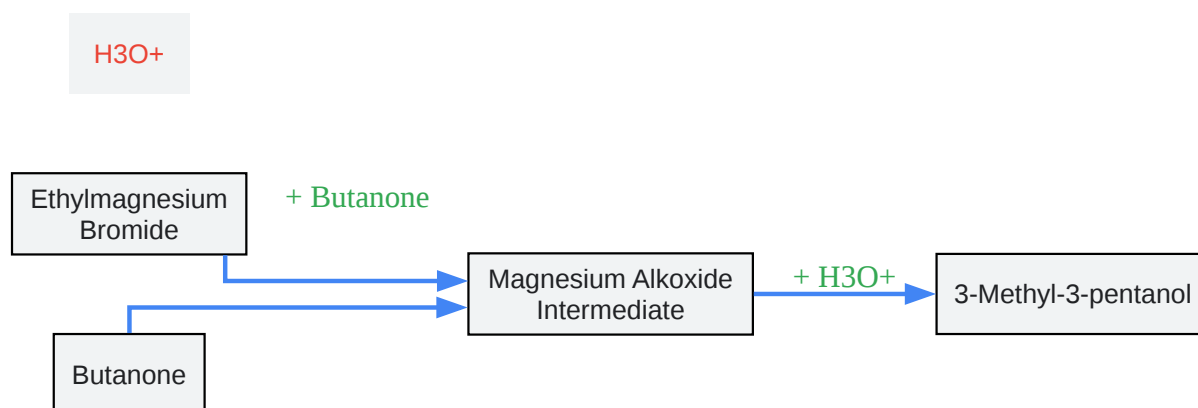 H3O+
Ethylmagnesium
Bromide
+ Butanone
Magnesium Alkoxide
Intermediate
+ H3O+
3-Methyl-3-pentanol
Butanone